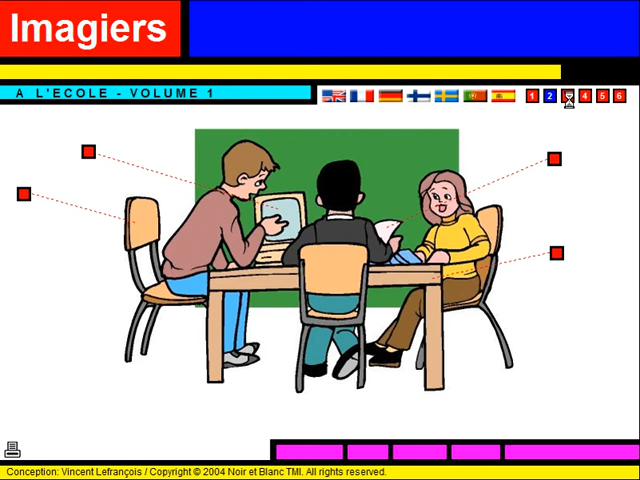 Imagiers
A L'ECOLE - VOLUME 1
1 2 4 5 6
Conception: Vincent Lefrançois / Copyright © 2004 Noir et Blanc TMI. All rights reserved.